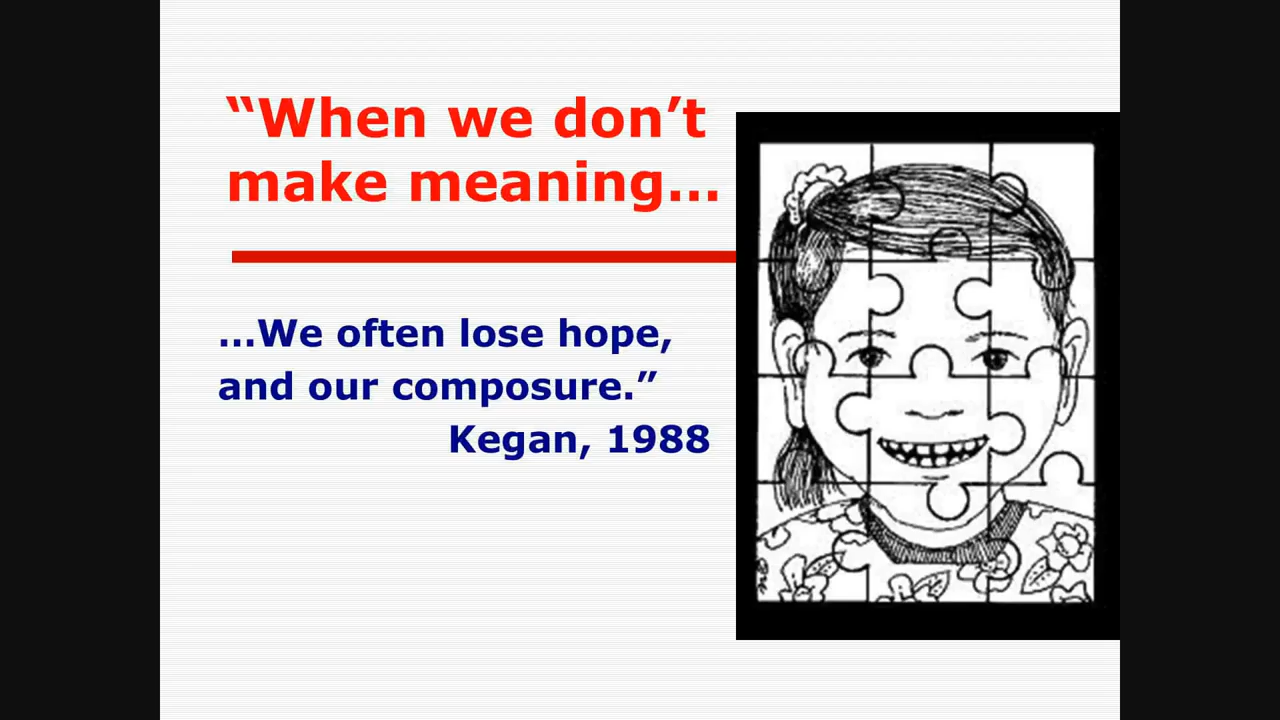 “When we don’t
make meaning…
…We often lose hope,
and our composure.”
Kegan, 1988